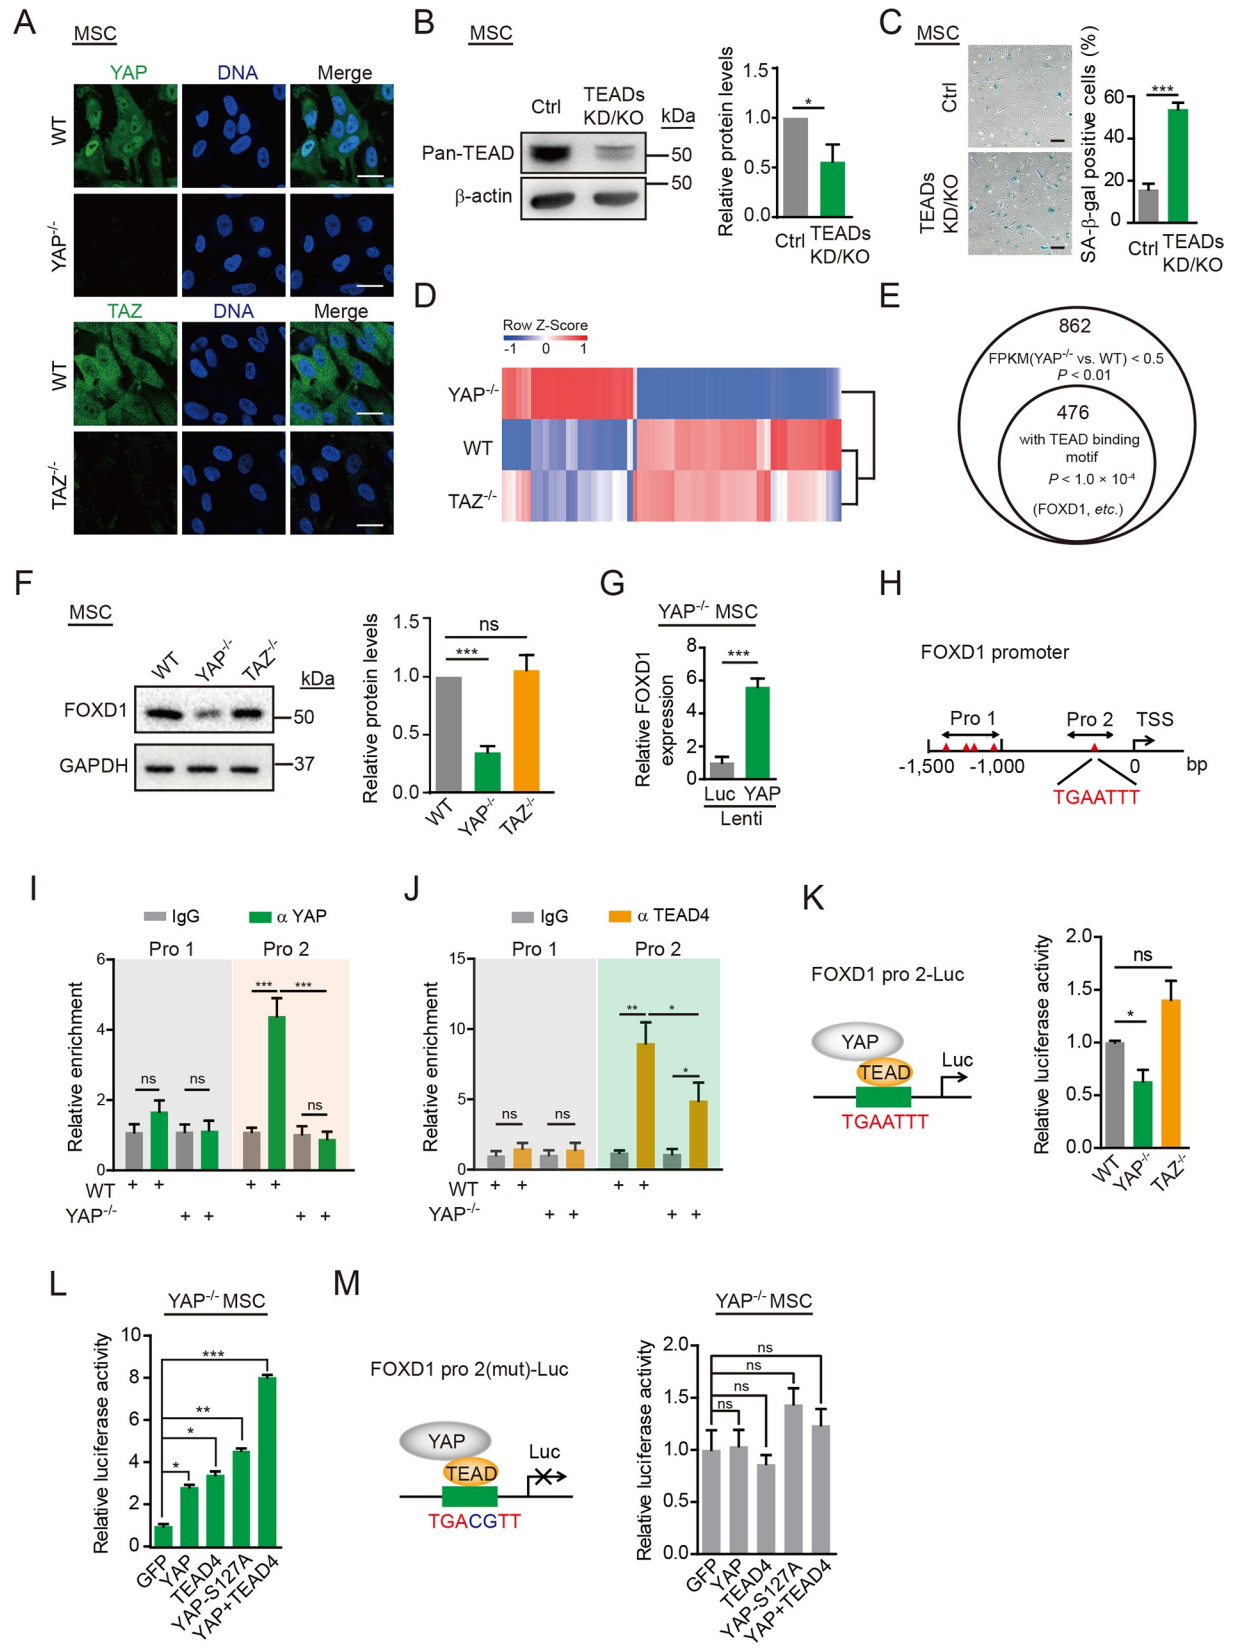 A
MSC
YAP
DNA
Merge
WT
YAP-/-
TAZ
DNA
Merge
WT
TAZ-/-
B
MSC
Ctrl
TEADs
KD/KO
kDa
Pan-TEAD
50
50
β-actin
Relative protein levels
1.5
1.0
0.5
0.0
*
Ctrl
TEADs
KD/KO
C
MSC
Ctrl
TEADs
KD/KO
SA-β-gal positive cells (%)
60
40
20
0
***
Ctrl
TEADs
KD/KO
D
Row Z-Score
-1 0 1
YAP-/-
WT
TAZ-/-
E
862
FPKM(YAP-/- vs. WT) < 0.5
P < 0.01
476
with TEAD binding
motif
P < 1.0 × 10-4
(FOXD1, etc.)
F
MSC
WT
YAP-/-
TAZ-/-
kDa
FOXD1
50
GAPDH
37
Relative protein levels
1.5
1.0
0.5
0.0
ns
***
WT
YAP-/-
TAZ-/-
G
YAP-/- MSC
Relative FOXD1
expression
8
6
4
2
0
***
Luc YAP
Lenti
H
FOXD1 promoter
Pro 1
Pro 2
TSS
-1,500
-1,000
0
bp
TGAATTT
I
IgG
α YAP
Pro 1
Pro 2
Relative enrichment
6
4
2
0
ns
ns
***
***
ns
WT + + + +
YAP-/- + + + +
J
IgG
α TEAD4
Pro 1
Pro 2
Relative enrichment
15
10
5
0
ns
ns
**
*
*
WT + + + +
YAP-/- + + + +
K
FOXD1 pro 2-Luc
YAP
TEAD
Luc
TGAATTT
Relative luciferase activity
2.0
1.5
1.0
0.5
0.0
ns
*
WT
YAP-/-
TAZ-/-
L
YAP-/- MSC
Relative luciferase activity
10
8
6
4
2
0
***
**
*
*
GFP
YAP
TEAD4
YAP-S127A
YAP+TEAD4
M
FOXD1 pro 2(mut)-Luc
YAP
TEAD
Luc
TGACGTT
YAP-/- MSC
Relative luciferase activity
2.0
1.5
1.0
0.5
0.0
ns
ns
ns
ns
GFP
YAP
TEAD4
YAP-S127A
YAP+TEAD4